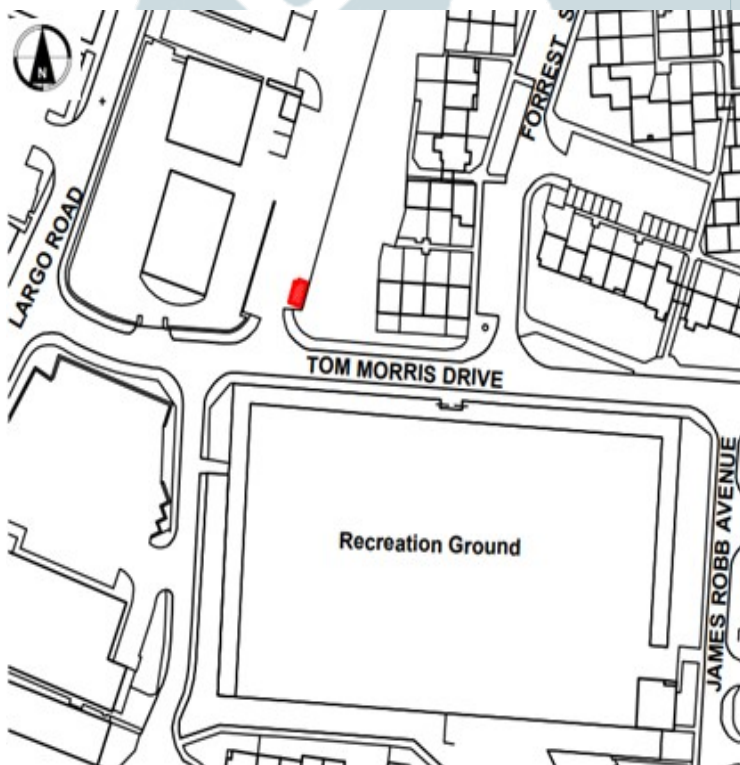 N
FORREST S
LARGO ROAD
TOM MORRIS DRIVE
Recreation Ground
JAMES ROBB AVENUE